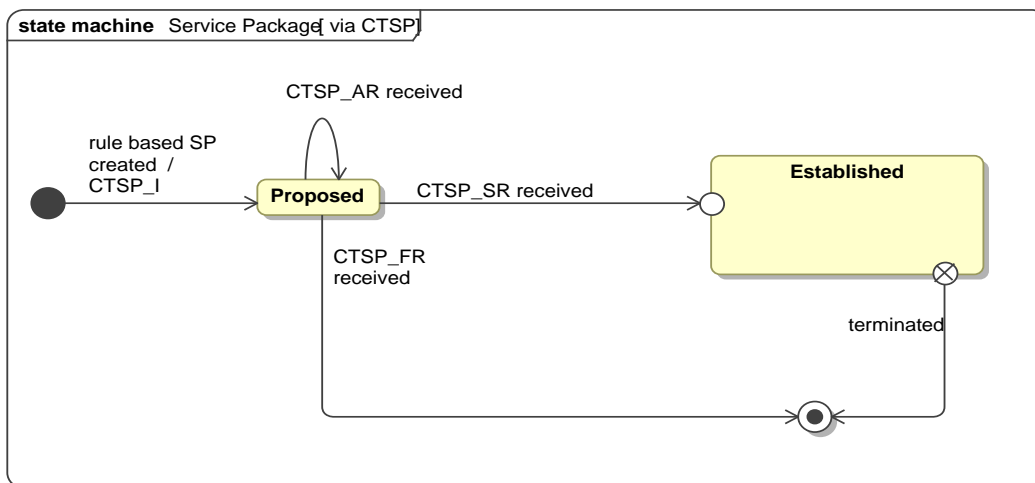 state machine Service Package[ via CTSP]
CTSP_AR received
rule based SP
created /
CTSP_I
Proposed
CTSP_SR received
Established
CTSP_FR
received
terminated